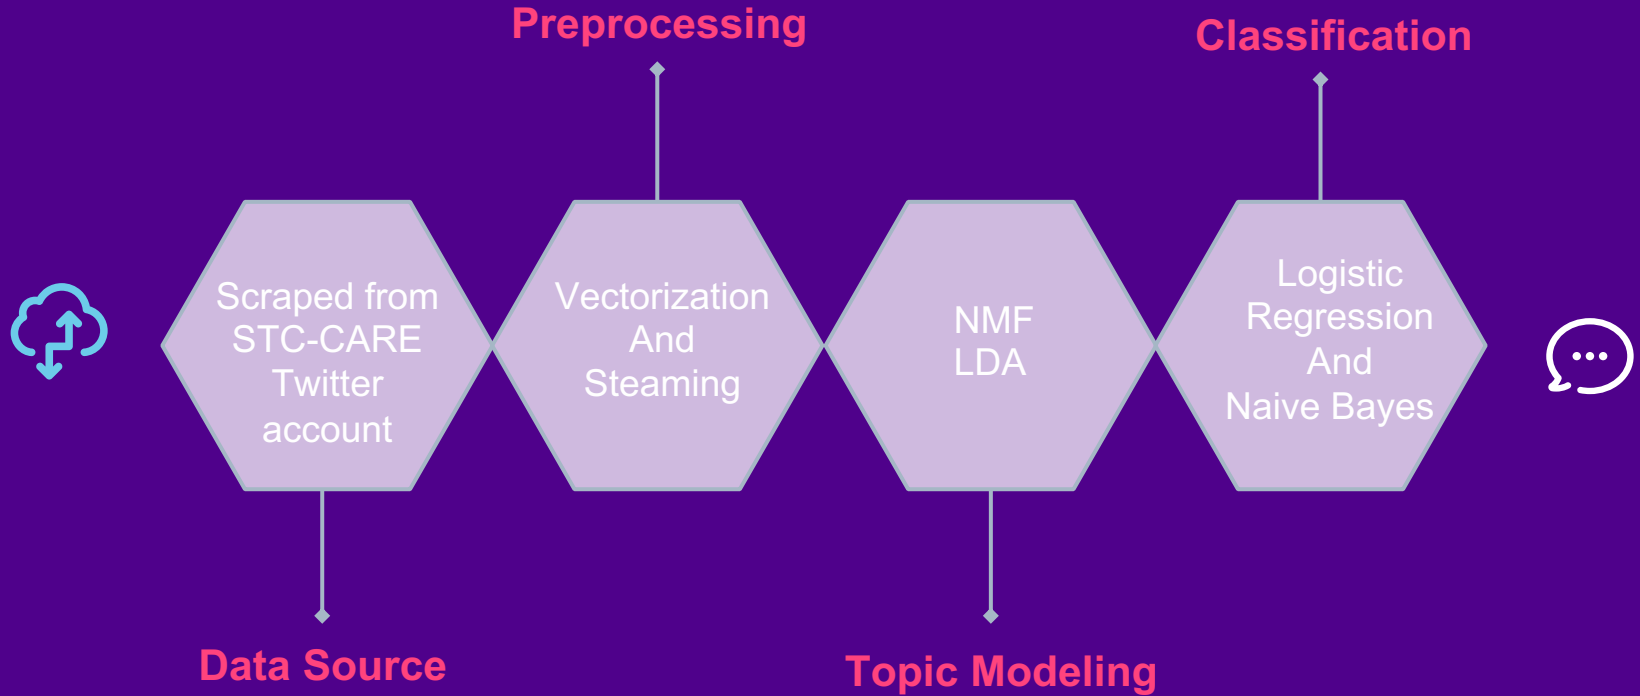 Preprocessing
Classification
Scraped from
STC-CARE
Twitter
account
Vectorization
And
Steaming
NMF
LDA
Logistic
Regression
And
Naive Bayes
Data Source
Topic Modeling